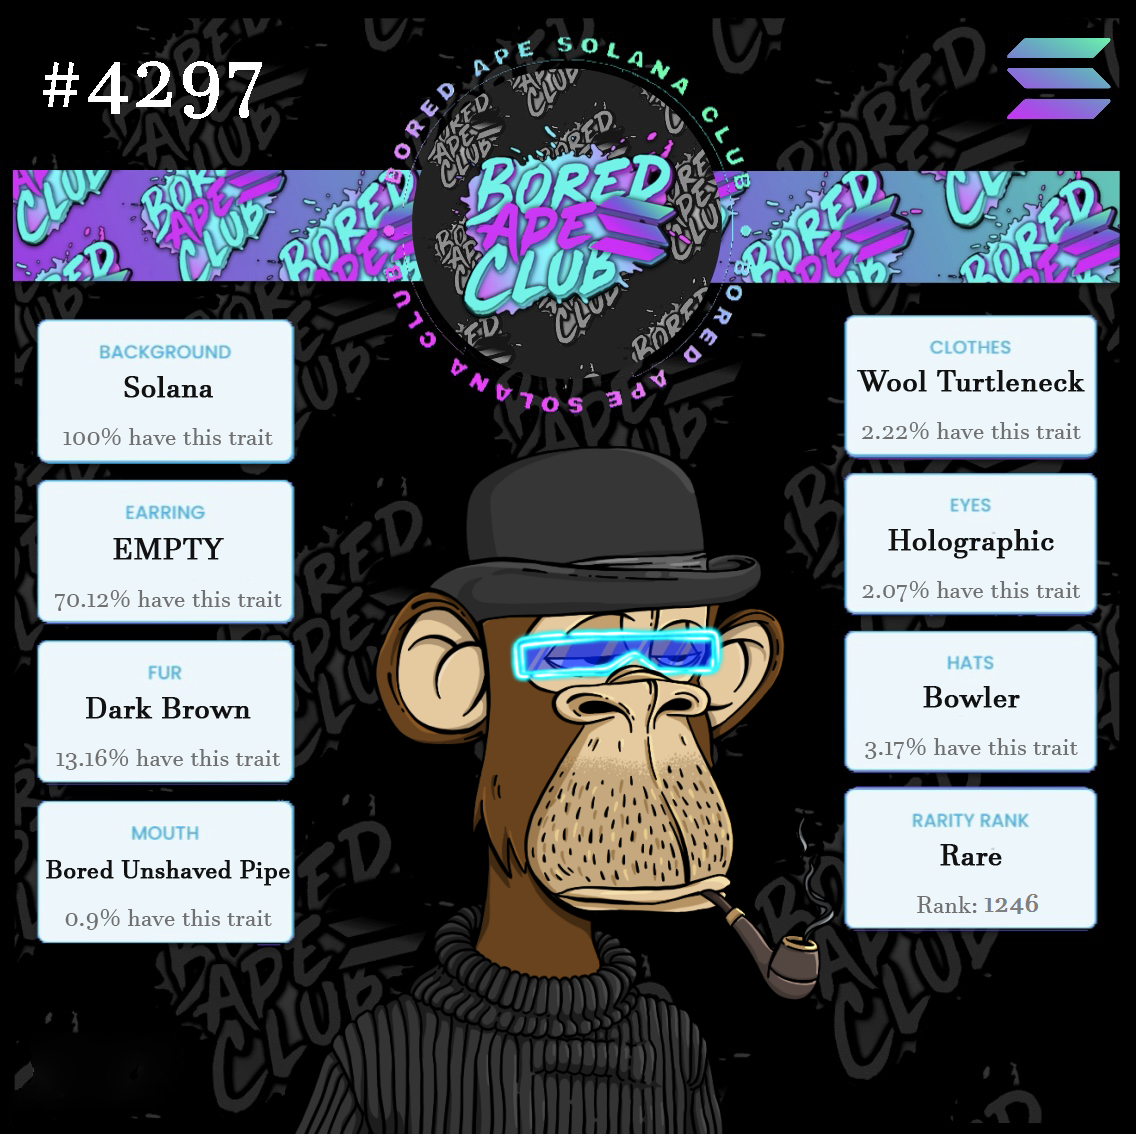 #4297
BORED APE SOLANA CLUB
BORED APE SOLANA CLUB
BORED
APE
CLUB
BACKGROUND
Solana
100% have this trait
EARRING
EMPTY
70.12% have this trait
FUR
Dark Brown
13.16% have this trait
MOUTH
Bored Unshaved Pipe
0.9% have this trait
CLOTHES
Wool Turtleneck
2.22% have this trait
EYES
Holographic
2.07% have this trait
HATS
Bowler
3.17% have this trait
RARITY RANK
Rare
Rank: 1246